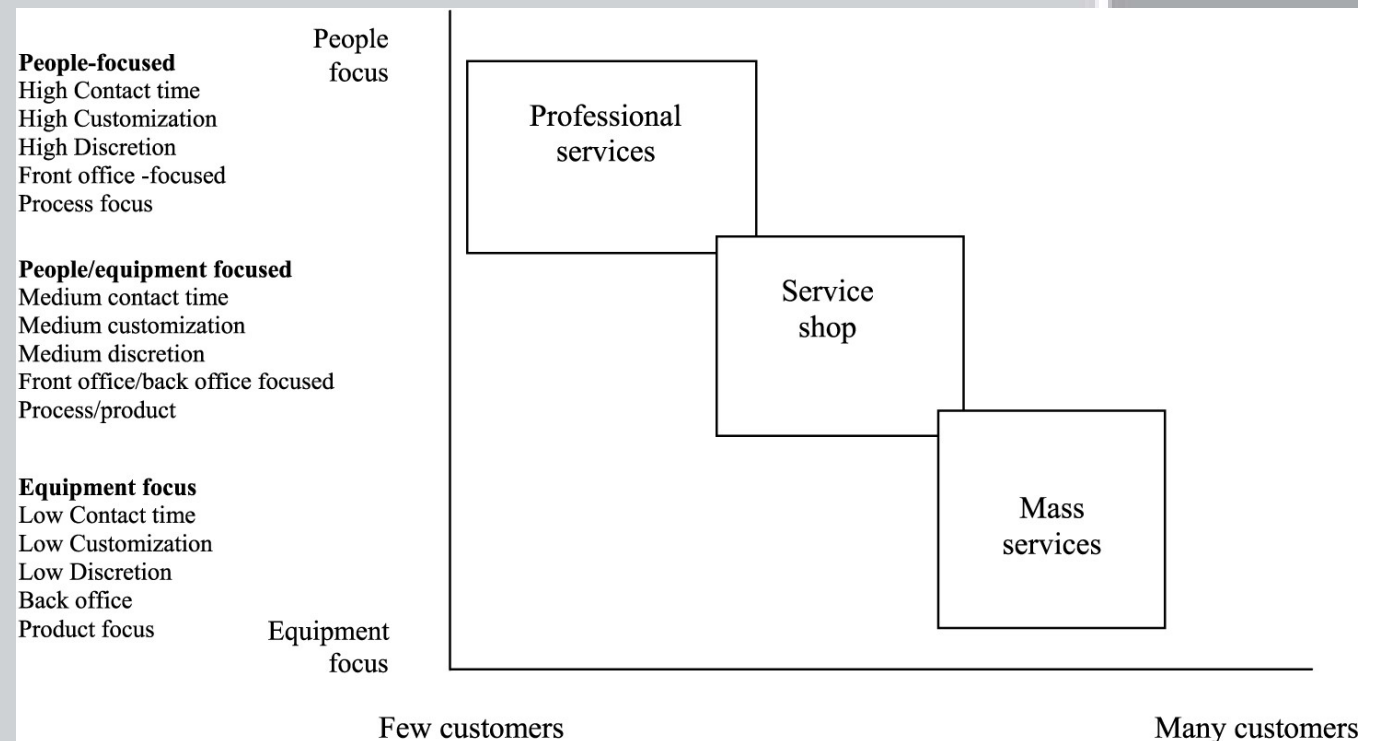 People
focus
People-focused
High Contact time
High Customization
High Discretion
Front office -focused
Process focus
People/equipment focused
Medium contact time
Medium customization
Medium discretion
Front office/back office focused
Process/product
Equipment focus
Low Contact time
Low Customization
Low Discretion
Back office
Product focus
Equipment
focus
Professional
services
Service
shop
Mass
services
Few customers
Many customers